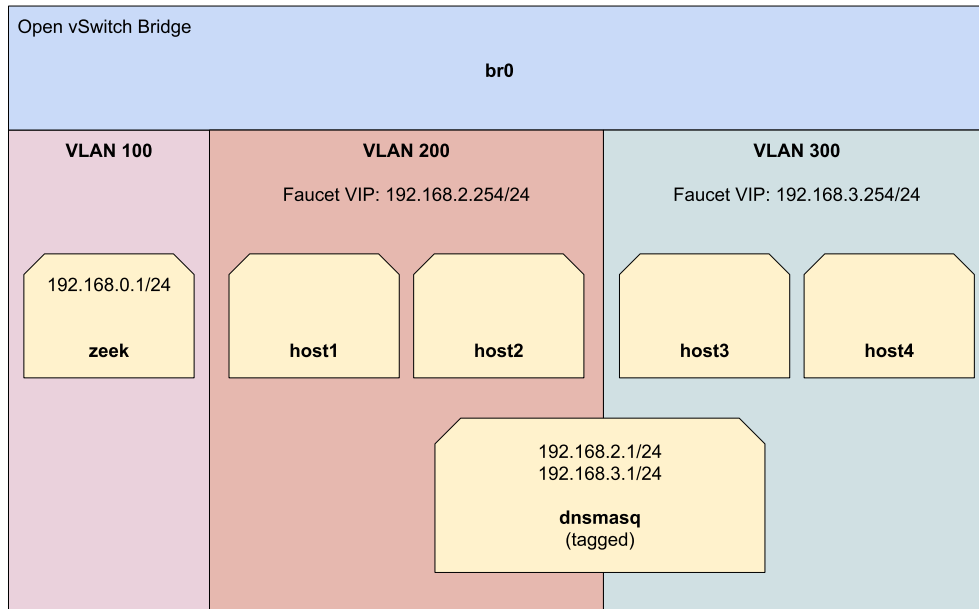 Open vSwitch Bridge
br0
VLAN 100
VLAN 200
VLAN 300
Faucet VIP: 192.168.2.254/24
Faucet VIP: 192.168.3.254/24
192.168.0.1/24
zeek
host1
host2
host3
host4
192.168.2.1/24
192.168.3.1/24
dnsmasq
(tagged)